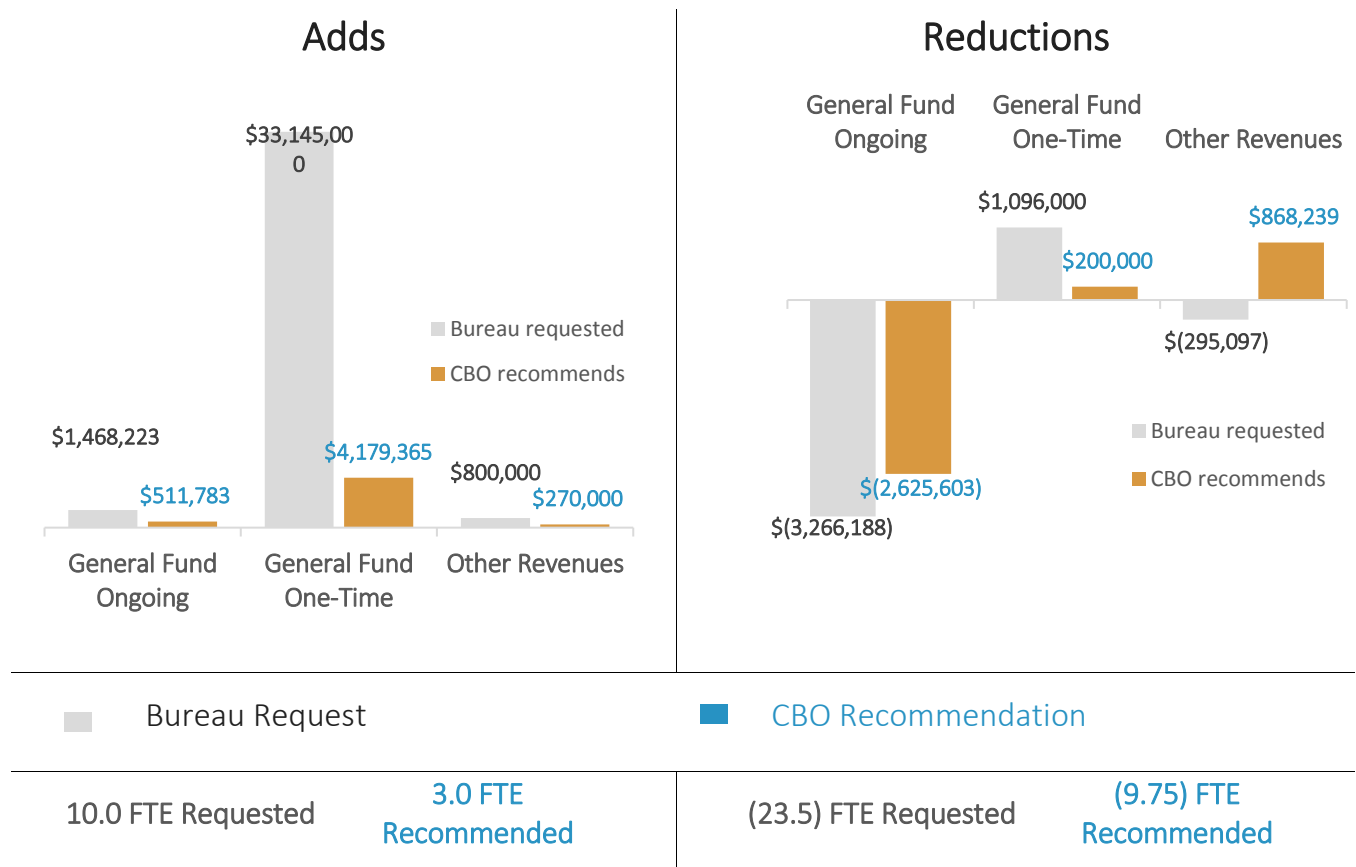 Adds
$33,145,00
0
Bureau requested
CBO recommends
$1,468,223
$511,783
$4,179,365
$800,000
$270,000
General Fund
Ongoing
General Fund
One-Time
Other Revenues
Reductions
General Fund
Ongoing
General Fund
One-Time
Other Revenues
$1,096,000
$200,000
$868,239
$(295,097)
$(2,625,603)
$(3,266,188)
Bureau requested
CBO recommends
Bureau Request
CBO Recommendation
10.0 FTE Requested
3.0 FTE
Recommended
(23.5) FTE Requested
(9.75) FTE
Recommended